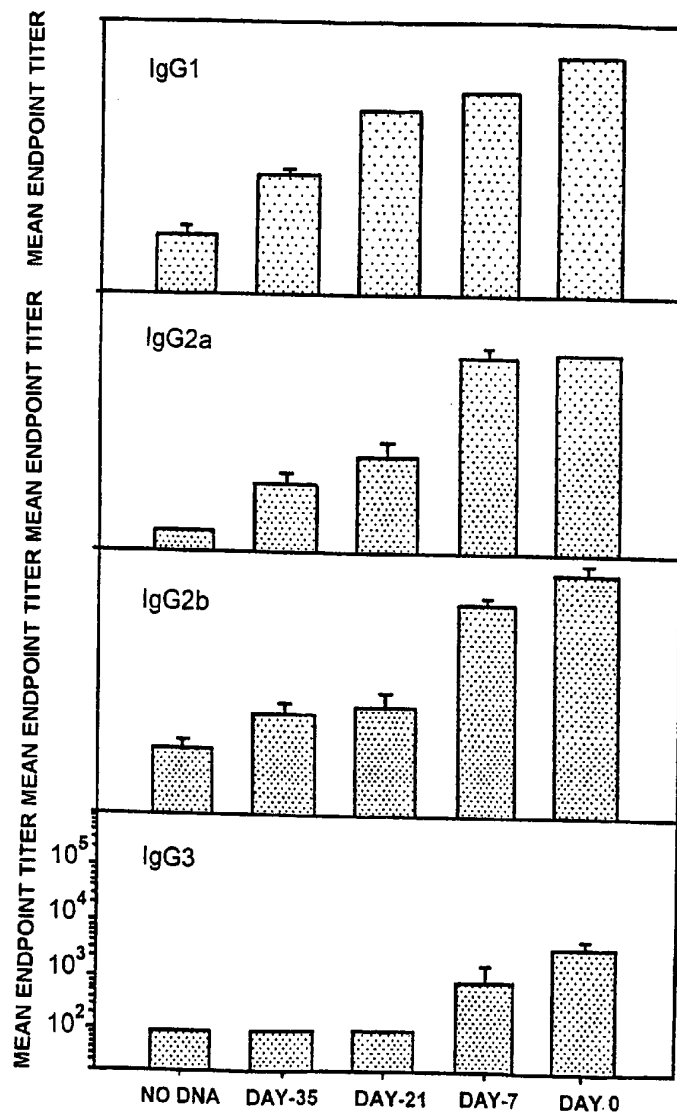 MEAN ENDPOINT TITER
IgG1
MEAN ENDPOINT TITER
IgG2a
MEAN ENDPOINT TITER
IgG2b
MEAN ENDPOINT TITER
IgG3
10⁵
10⁴
10³
10²
NO DNA DAY-35 DAY-21 DAY-7 DAY.0